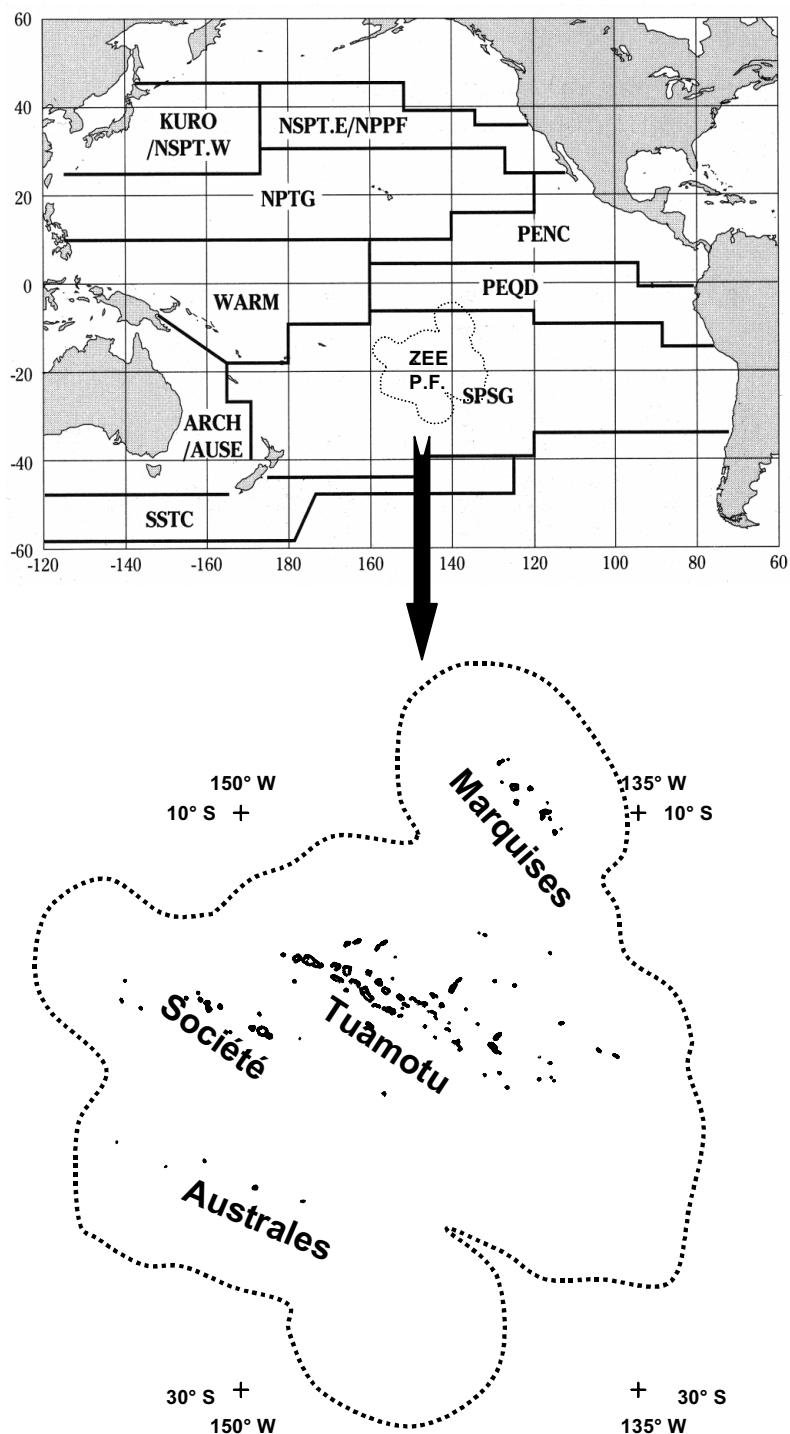 60
40
KURO
/NSPT.W
NSPT.E/NPPF
20
NPTG
PENC
0
WARM
PEQD
ZEE
P.F.
-20
SPSG
ARCH
/AUSE
-40
SSTC
-60
-120 -140 -160 180 160 140 120 100 80 60
150° W
10° S
135° W
10° S
Marquises
Société
Tuamotu
Australes
30° S
150° W
30° S
135° W